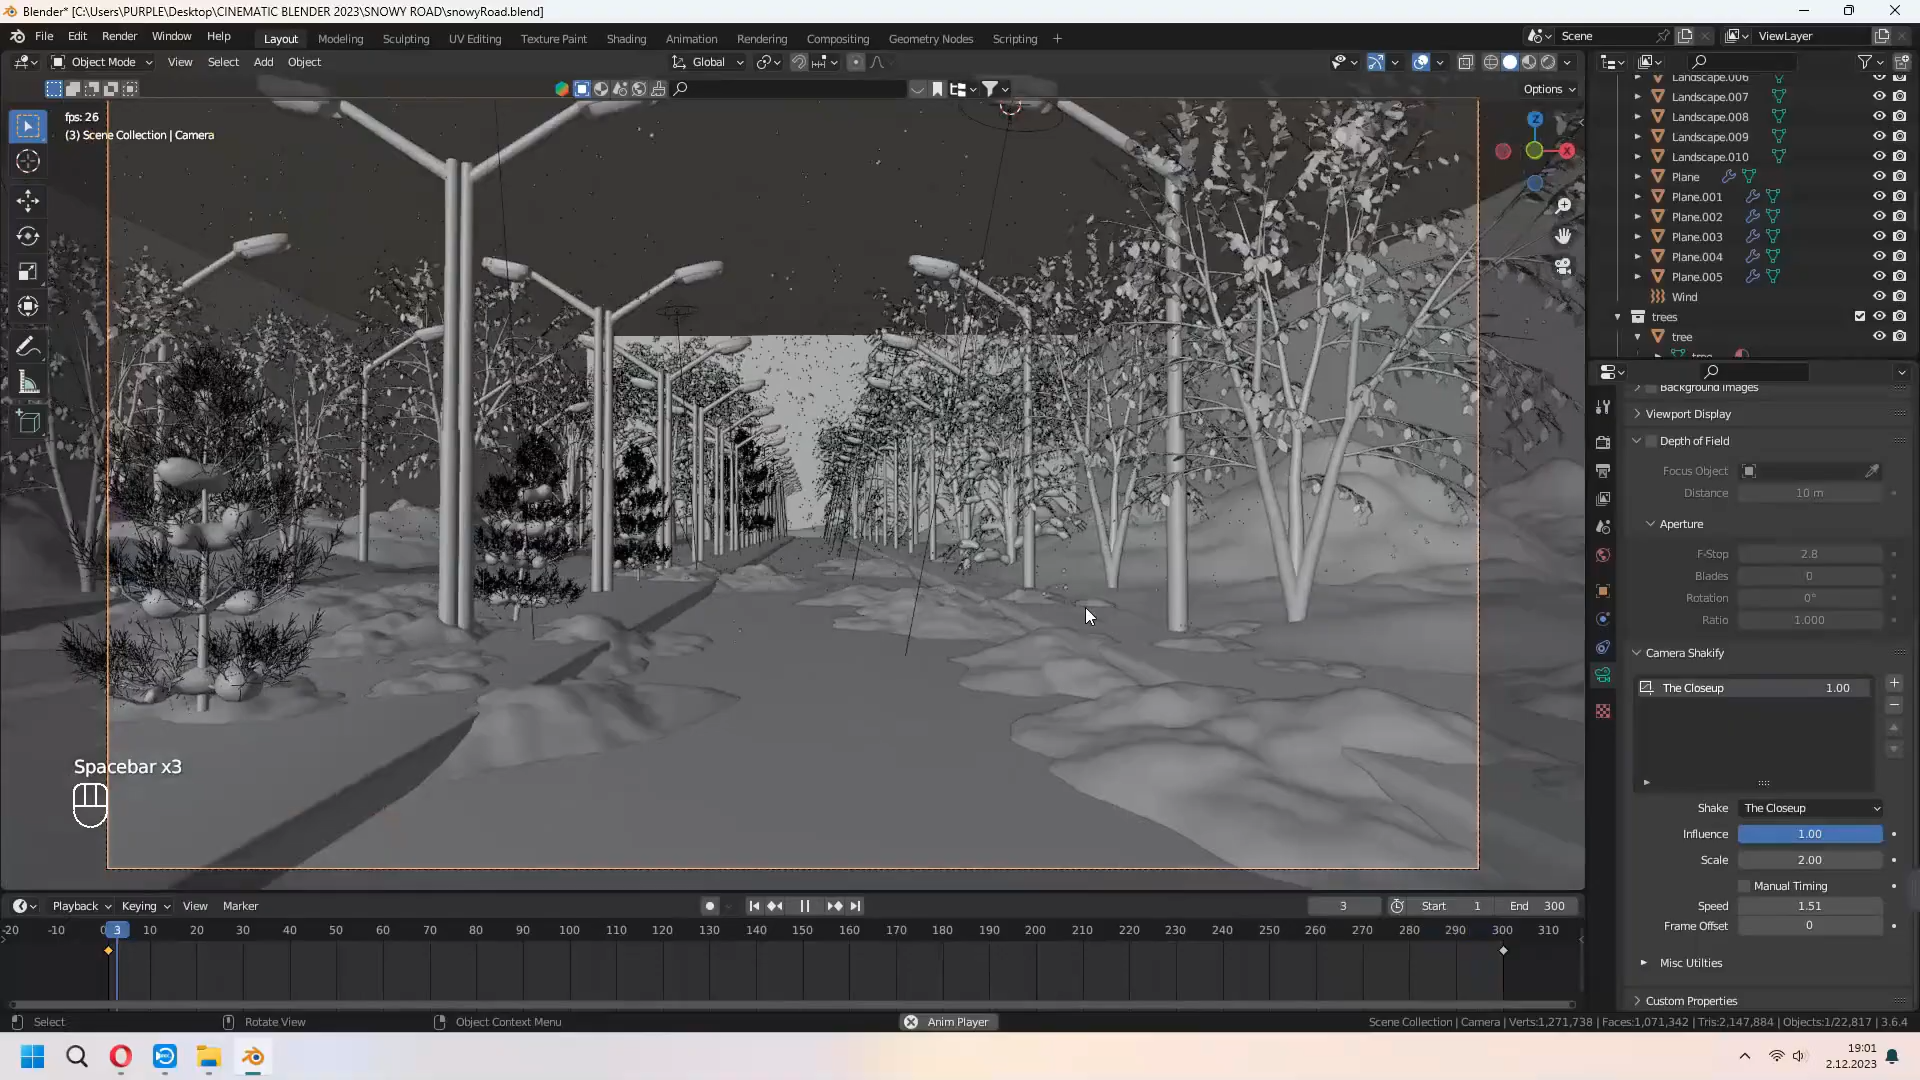 Blender* [C:\Users\PURPLE\Desktop\CINEMATIC BLENDER 2023\SNOWY ROAD\snowyRoad.blend]
File Edit Render Window Help Layout Modeling Sculpting UV Editing Texture Paint Shading Animation Rendering Compositing Geometry Nodes Scripting + Scene ViewLayer
Object Mode View Select Add Object Global
Options
fps: 26
(3) Scene Collection | Camera
Z
X
Landscape.006
Landscape.007
Landscape.008
Landscape.009
Landscape.010
Plane
Plane.001
Plane.002
Plane.003
Plane.004
Plane.005
Wind
trees
tree
tree
Background Images
Viewport Display
Depth of Field
Focus Object
Distance 10 m
Aperture
F-Stop 2.8
Blades 0
Rotation 0°
Ratio 1.000
Camera Shakify
The Closeup 1.00
Shake The Closeup
Influence 1.00
Scale 2.00
Manual Timing
Speed 1.51
Frame Offset 0
Misc Utilties
Custom Properties
Spacebar x3
Playback Keying View Marker 3 Start 1 End 300
-20 -10 0 3 10 20 30 40 50 60 70 80 90 100 110 120 130 140 150 160 170 180 190 200 210 220 230 240 250 260 270 280 290 300 310
Select Rotate View Object Context Menu Anim Player Scene Collection | Camera | Verts:1,271,738 | Faces:1,071,342 | Tris:2,147,884 | Objects:1/22,817 | 3.6.4
19:01
2.12.2023